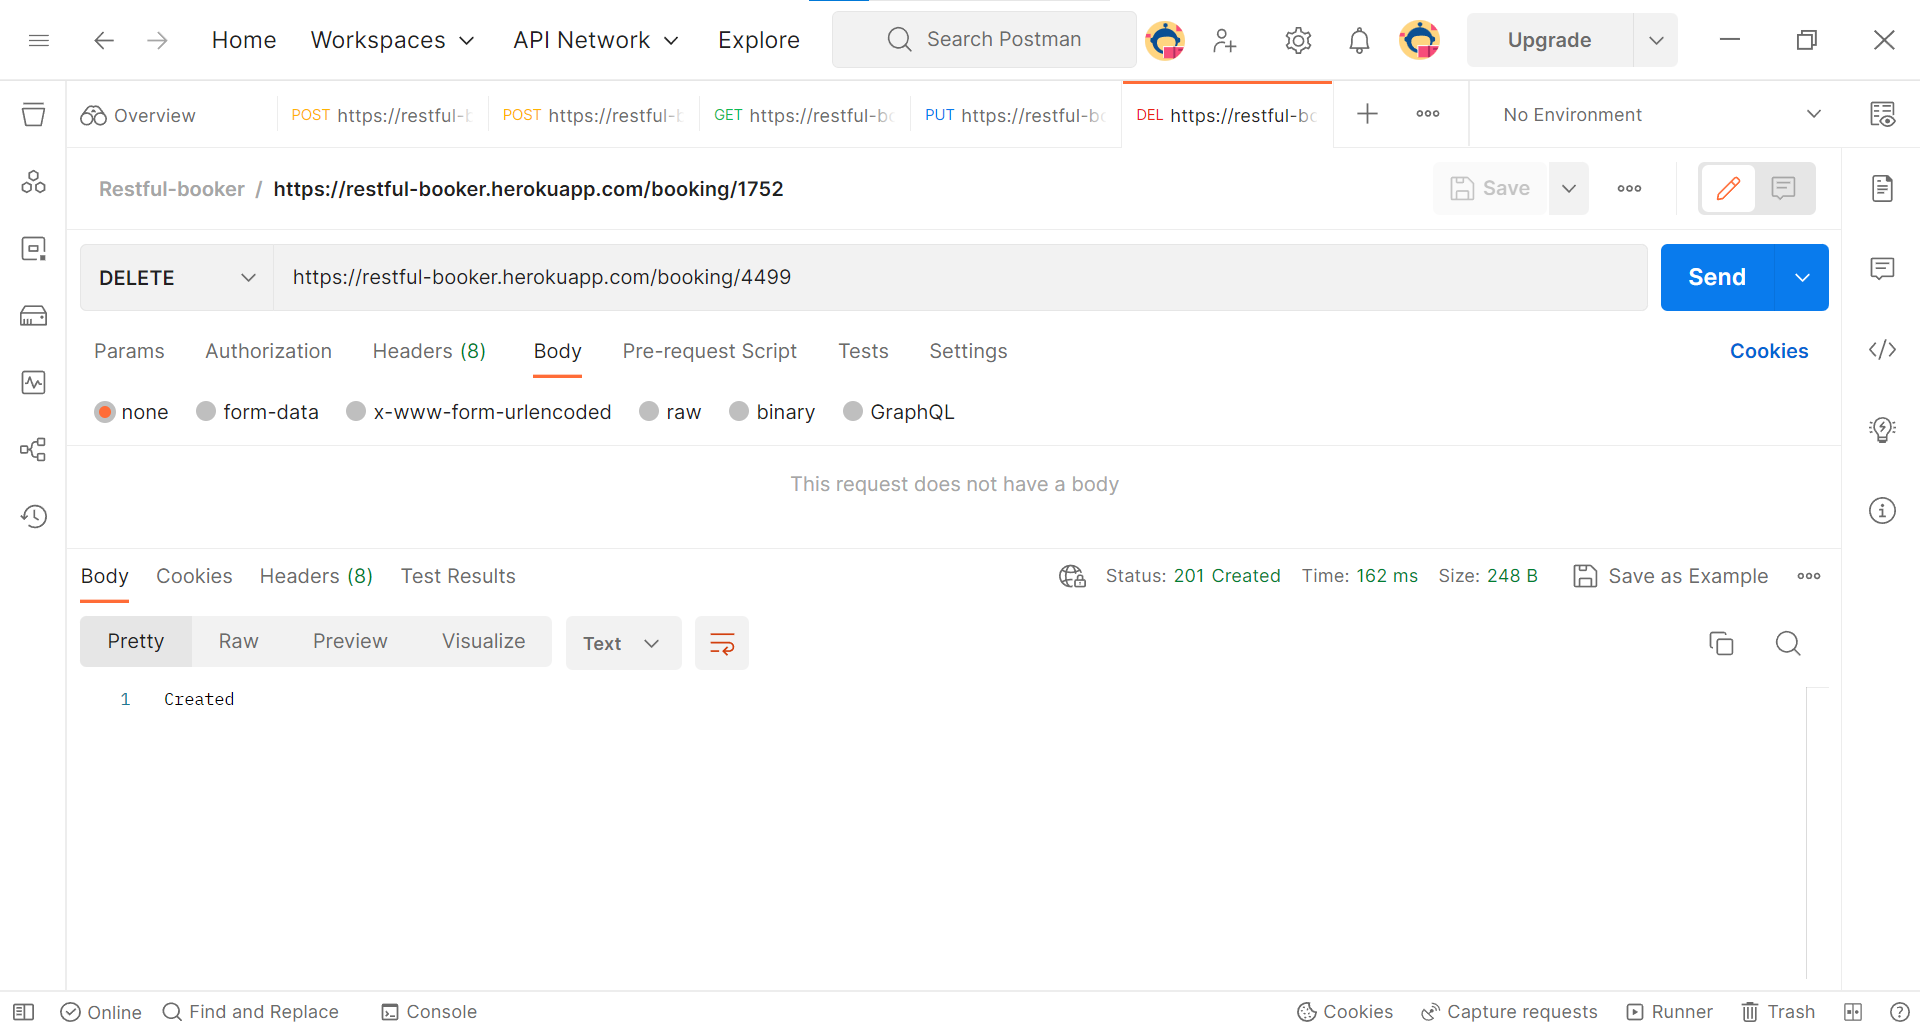 Home Workspaces API Network Explore Search Postman Upgrade
Overview POST https://restful-b POST https://restful-b GET https://restful-bo PUT https://restful-bo DEL https://restful-bo No Environment
Restful-booker / https://restful-booker.herokuapp.com/booking/1752 Save
DELETE https://restful-booker.herokuapp.com/booking/4499 Send
Params Authorization Headers (8) Body Pre-request Script Tests Settings Cookies
none form-data x-www-form-urlencoded raw binary GraphQL
This request does not have a body
Body Cookies Headers (8) Test Results Status: 201 Created Time: 162 ms Size: 248 B Save as Example
Pretty Raw Preview Visualize Text
1 Created
Online Find and Replace Console Cookies Capture requests Runner Trash